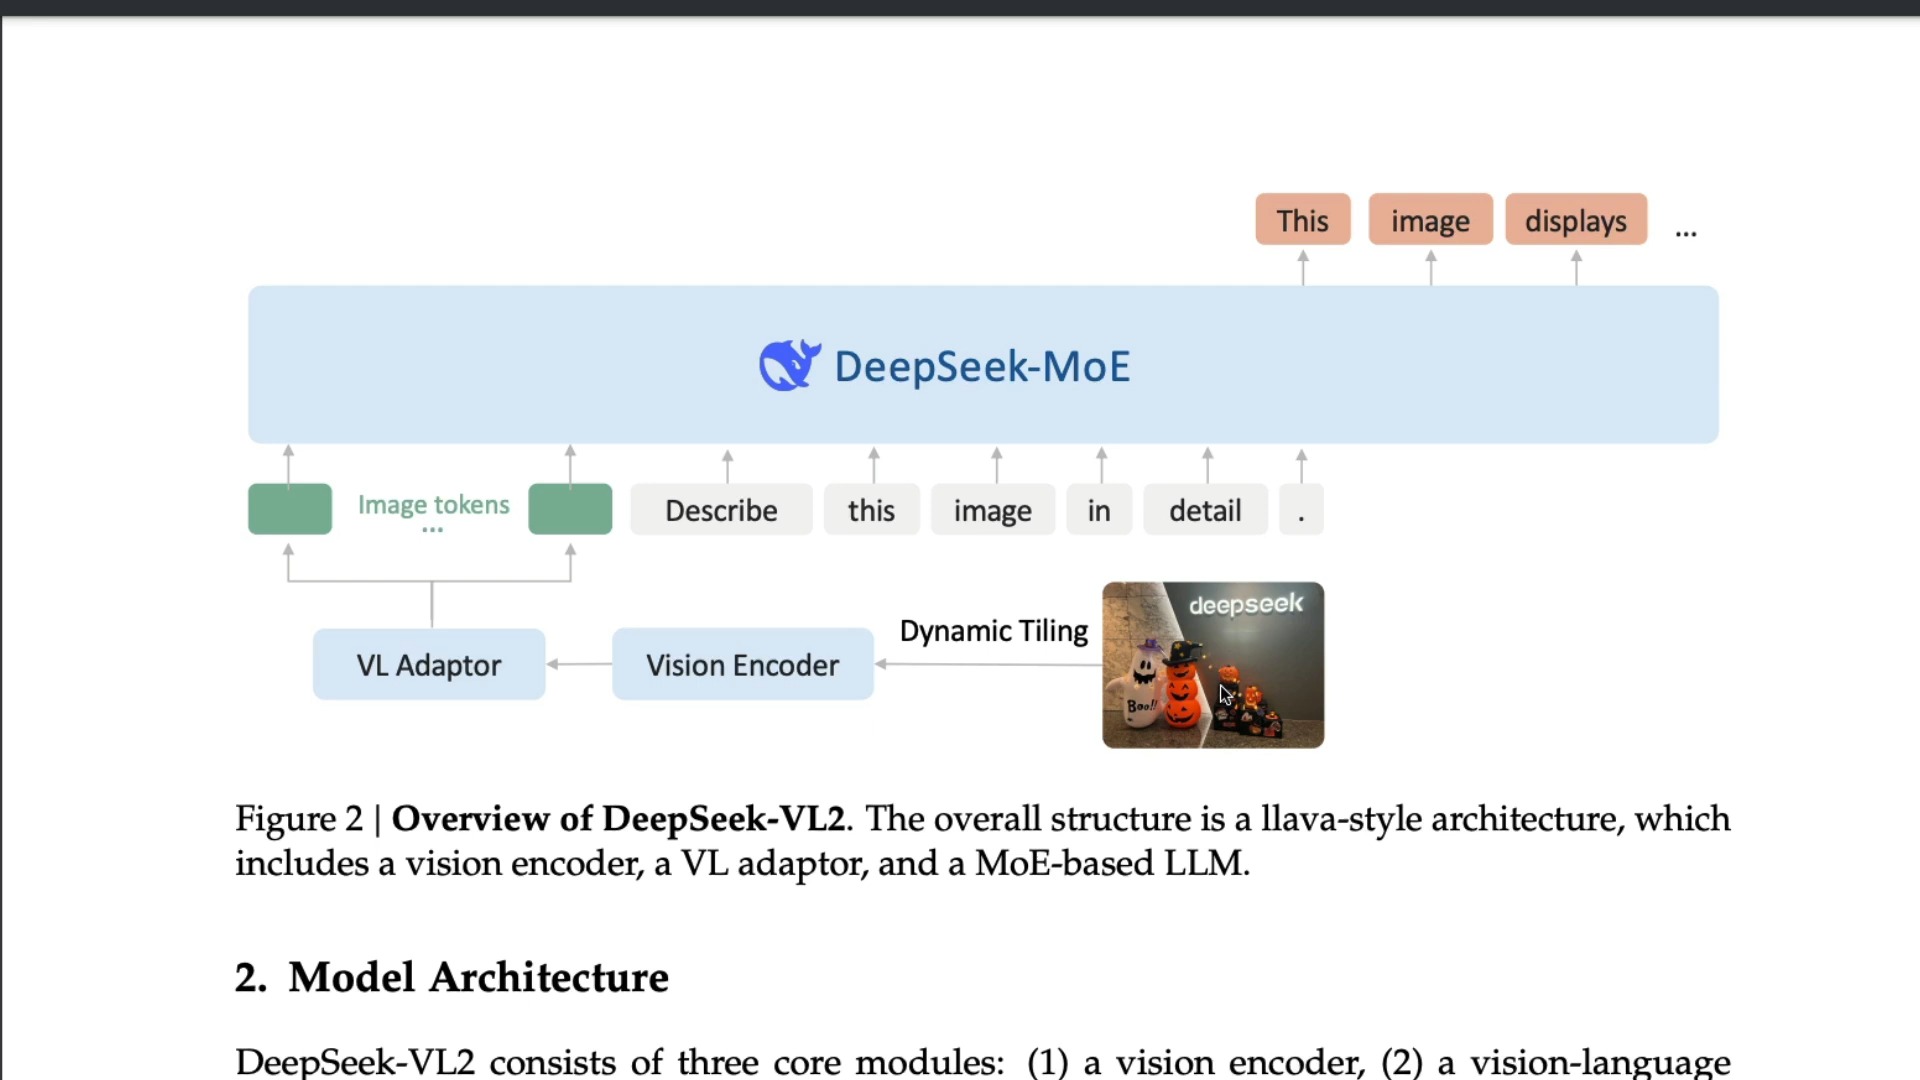 This image displays ...
DeepSeek-MoE
Image tokens
...
Describe this image in detail .
deepseek
Boo!!
Dynamic Tiling
VL Adaptor
Vision Encoder
Figure 2 | Overview of DeepSeek-VL2. The overall structure is a llava-style architecture, which
includes a vision encoder, a VL adaptor, and a MoE-based LLM.
2. Model Architecture
DeepSeek-VL2 consists of three core modules: (1) a vision encoder, (2) a vision-language